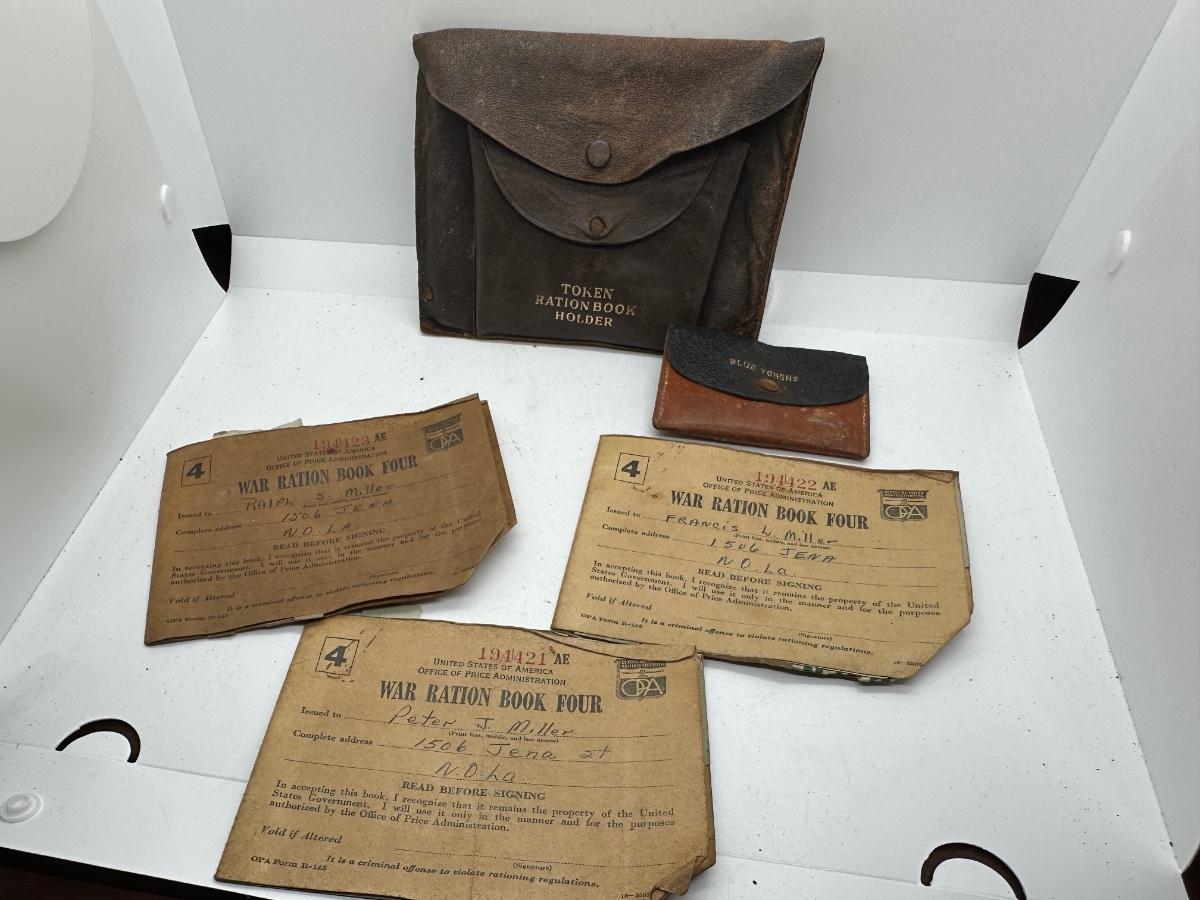 TOKEN
RATION BOOK
HOLDER
BLUE TOKENS
194423 AE
4
UNITED STATES OF AMERICA
OFFICE OF PRICE ADMINISTRATION
OPA
WAR RATION BOOK FOUR
Issued to Ralph S. Miller
Complete address 1506 JENA
N.O. LA
READ BEFORE SIGNING
In accepting this book, I recognize that it remains the property of the United
States Government. I will use it only in the manner and for the purposes
authorized by the Office of Price Administration.
Void if Altered
(Signature)
It is a criminal offense to violate rationing regulations.
OPA Form R-145
194422 AE
4
UNITED STATES OF AMERICA
OFFICE OF PRICE ADMINISTRATION
OPA
WAR RATION BOOK FOUR
Issued to FRANCIS L. Miller
(Print first, middle, and last names)
Complete address 1506 JENA
N.O. La.
READ BEFORE SIGNING
In accepting this book, I recognize that it remains the property of the United
States Government. I will use it only in the manner and for the purposes
authorized by the Office of Price Administration.
Void if Altered
(Signature)
It is a criminal offense to violate rationing regulations.
OPA Form R-145
194421 AE
4
UNITED STATES OF AMERICA
OFFICE OF PRICE ADMINISTRATION
OPA
WAR RATION BOOK FOUR
Issued to Peter J. Miller
(Print first, middle, and last names)
Complete address 1506 Jena st
N.O. La.
READ BEFORE SIGNING
In accepting this book, I recognize that it remains the property of the United
States Government. I will use it only in the manner and for the purposes
authorized by the Office of Price Administration.
Void if Altered
(Signature)
OPA Form R-145 It is a criminal offense to violate rationing regulations.